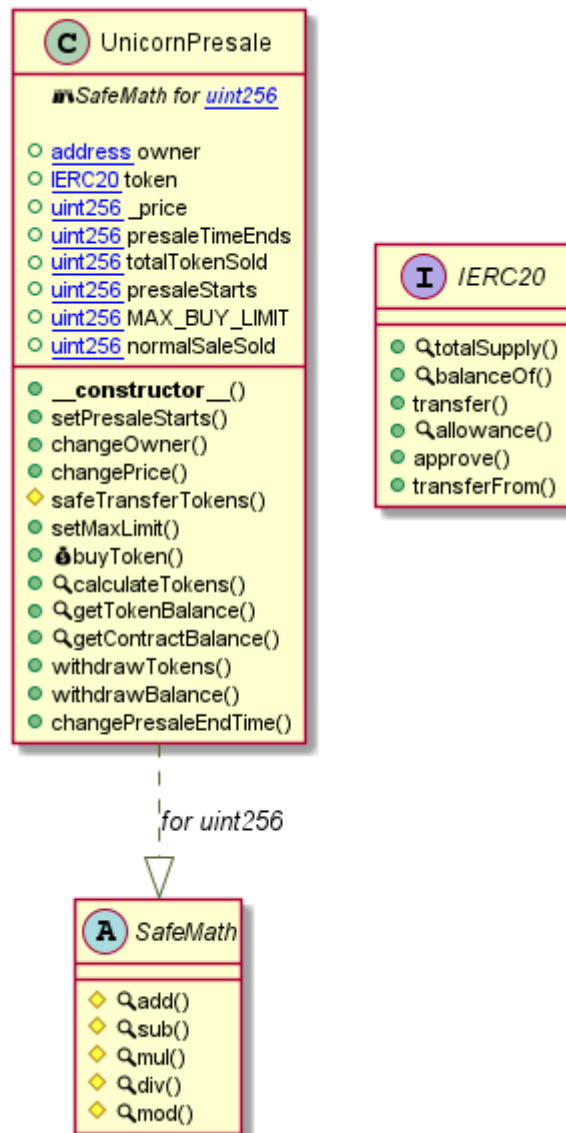 C UnicornPresale
SafeMath for uint256
address owner
IERC20 token
uint256 _price
uint256 presaleTimeEnds
uint256 totalTokenSold
uint256 presaleStarts
uint256 MAX_BUY_LIMIT
uint256 normalSaleSold
__constructor__()
setPresaleStarts()
changeOwner()
changePrice()
safeTransferTokens()
setMaxLimit()
buyToken()
calculateTokens()
getTokenBalance()
getContractBalance()
withdrawTokens()
withdrawBalance()
changePresaleEndTime()
I IERC20
totalSupply()
balanceOf()
transfer()
allowance()
approve()
transferFrom()
for uint256
A SafeMath
add()
sub()
mul()
div()
mod()